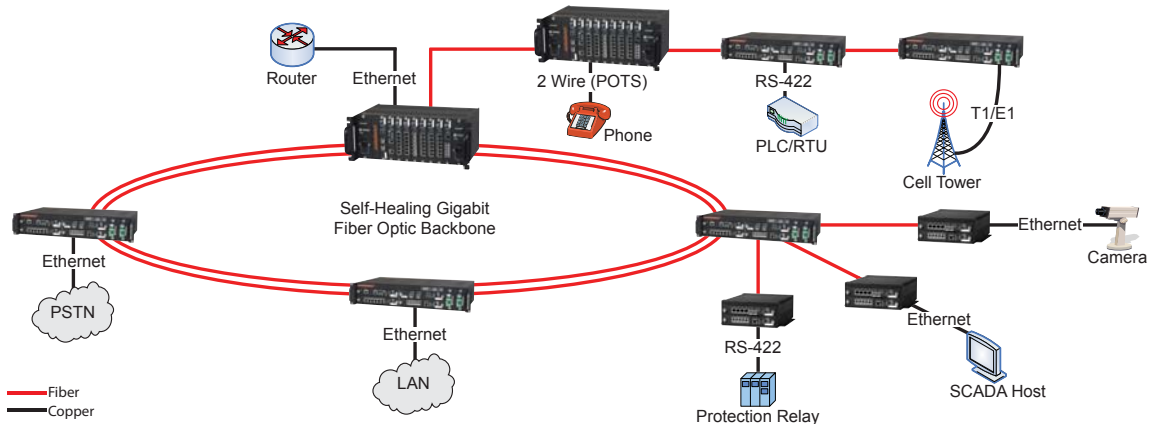 Router
Ethernet
2 Wire (POTS)
Phone
RS-422
PLC/RTU
T1/E1
Cell Tower
Self-Healing Gigabit
Fiber Optic Backbone
Ethernet
PSTN
Ethernet
LAN
Ethernet
Camera
Ethernet
SCADA Host
RS-422
Protection Relay
Fiber
Copper